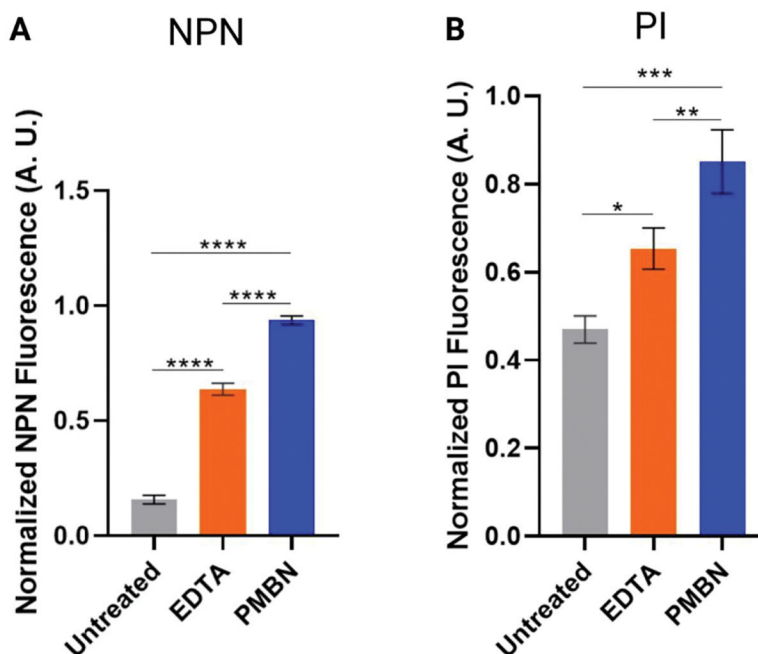 A
NPN
Normalized NPN Fluorescence (A. U.)
1.5
1.0
0.5
0.0
****
****
****
Untreated
EDTA
PMBN
B
PI
Normalized PI Fluorescence (A. U.)
1.0
0.8
0.6
0.4
0.2
0.0
***
**
*
Untreated
EDTA
PMBN